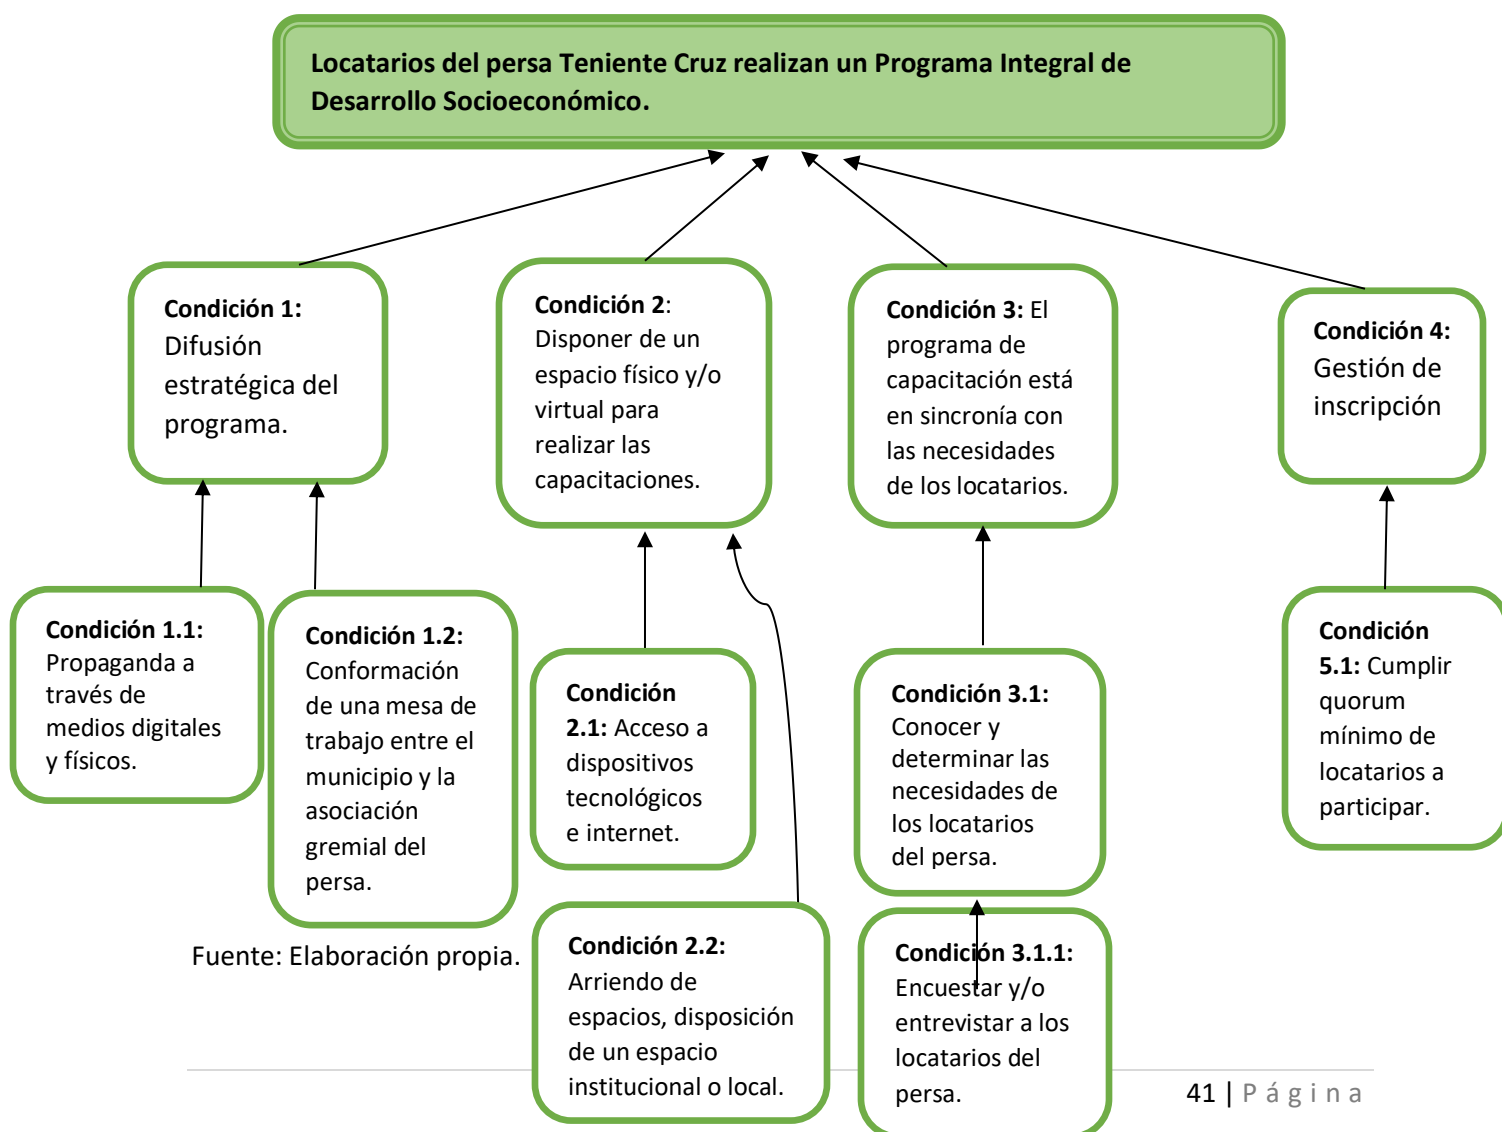 Locatarios del persa Teniente Cruz realizan un Programa Integral de
Desarrollo Socioeconómico.
Condición 1:
Difusión
estratégica del
programa.
Condición 2:
Disponer de un
espacio físico y/o
virtual para
realizar las
capacitaciones.
Condición 3: El
programa de
capacitación está
en sincronía con
las necesidades
de los locatarios.
Condición 4:
Gestión de
inscripción
Condición 1.1:
Propaganda a
través de
medios digitales
y físicos.
Condición 1.2:
Conformación
de una mesa de
trabajo entre el
municipio y la
asociación
gremial del
persa.
Condición
2.1: Acceso a
dispositivos
tecnológicos
e internet.
Condición 3.1:
Conocer y
determinar las
necesidades de
los locatarios
del persa.
Condición
5.1: Cumplir
quorum
mínimo de
locatarios a
participar.
Condición 2.2:
Arriendo de
espacios, disposición
de un espacio
institucional o local.
Condición 3.1.1:
Encuestar y/o
entrevistar a los
locatarios del
persa.
Fuente: Elaboración propia.
41 | Página